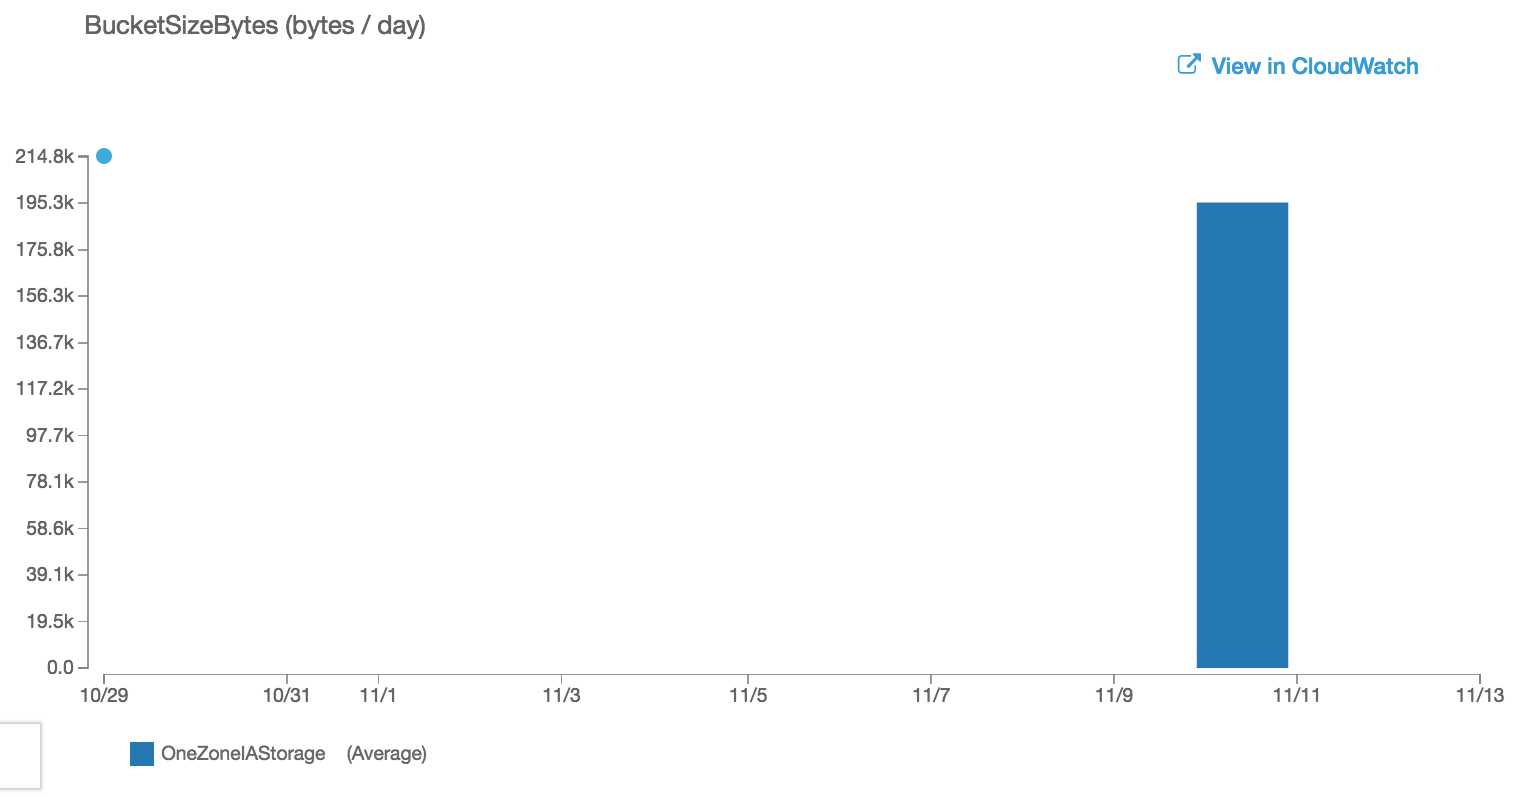 BucketSizeBytes (bytes / day)
View in CloudWatch
214.8k
195.3k
175.8k
156.3k
136.7k
117.2k
97.7k
78.1k
58.6k
39.1k
19.5k
0.0
10/29 10/31 11/1 11/3 11/5 11/7 11/9 11/11 11/13
OneZoneIAStorage (Average)